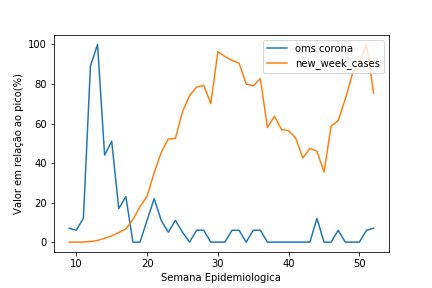 oms corona
new_week_cases
100
80
60
40
20
0
Valor em relação ao pico(%)
10
20
30
40
50
Semana Epidemiologica